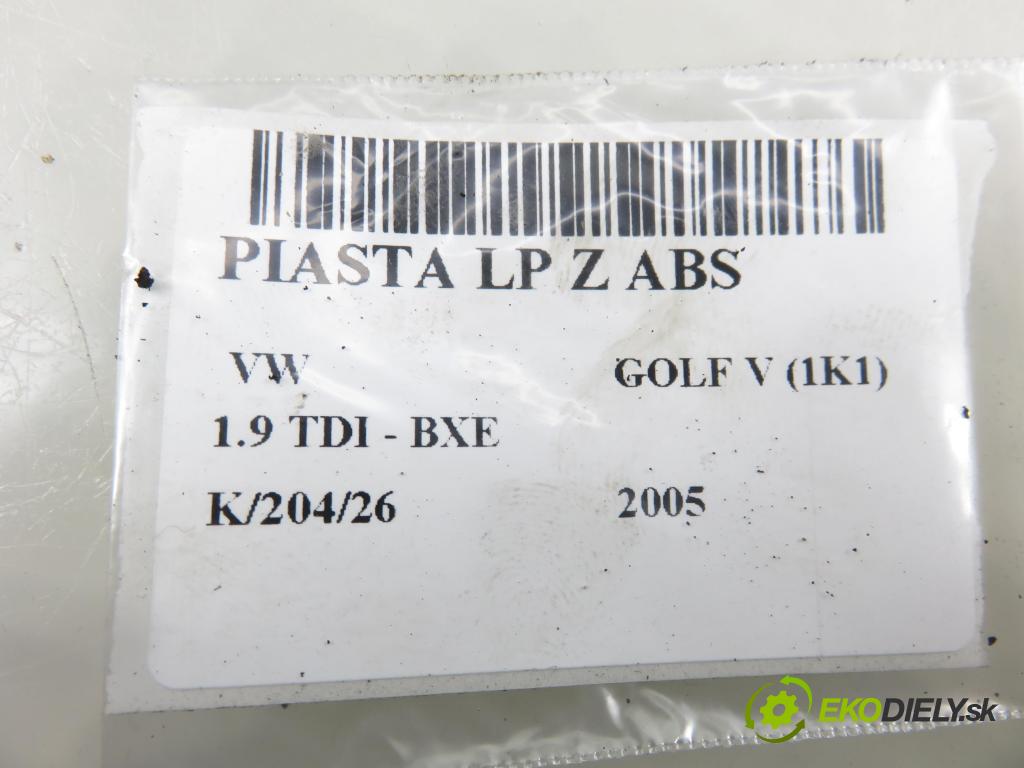 PIASTA LP Z ABS
VW GOLF V (1K1)
1.9 TDI - BXE
K/204/26 2005
EKODIELY.sk